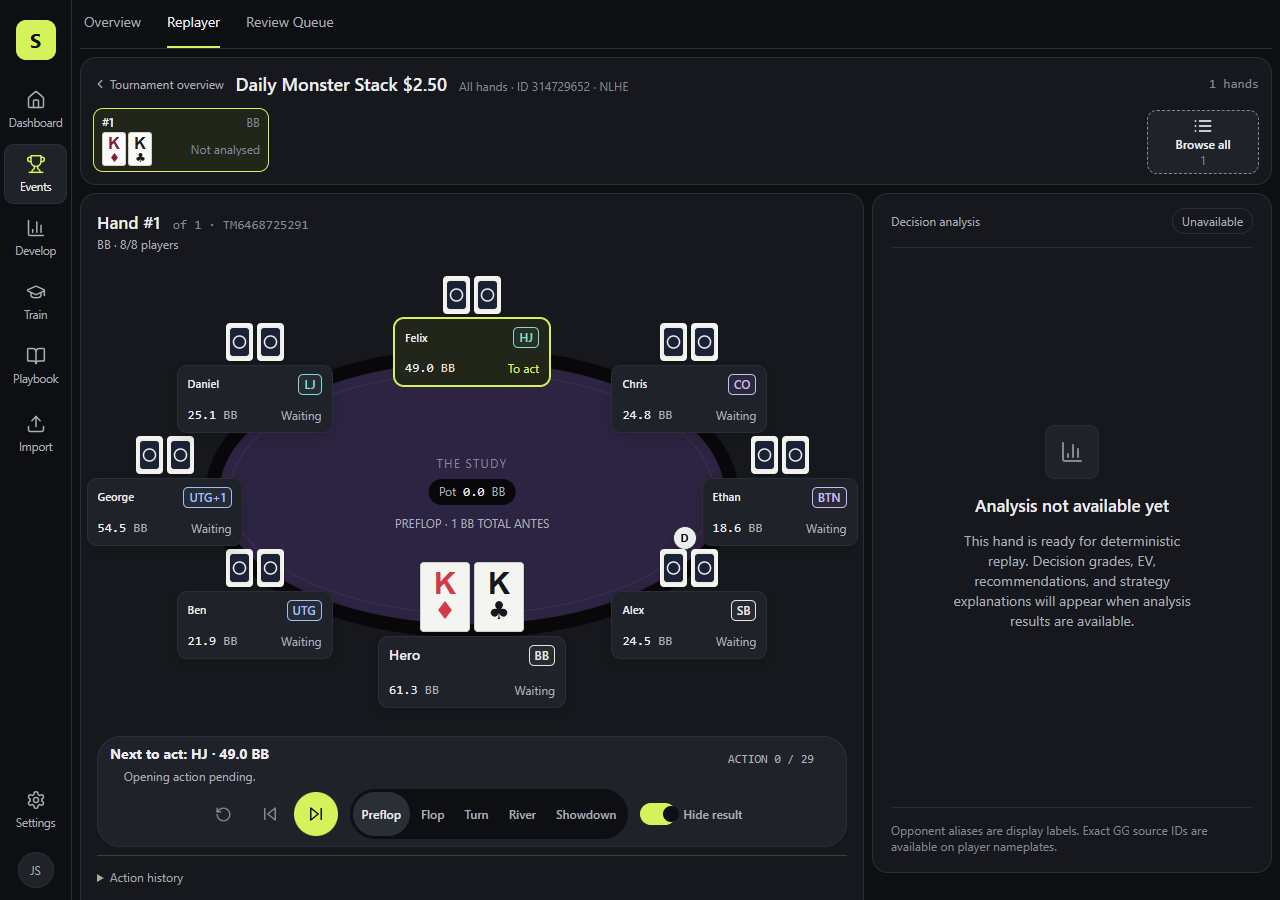 S
Dashboard
Events
Develop
Train
Playbook
Import
Settings
JS
Overview Replayer Review Queue
Tournament overview Daily Monster Stack $2.50 All hands · ID 314729652 · NLHE 1 hands
#1 BB
K K
Not analysed
Browse all
1
Hand #1 of 1 · TM6468725291
BB · 8/8 players
Felix HJ
49.0 BB To act
Daniel LJ
25.1 BB Waiting
Chris CO
24.8 BB Waiting
George UTG+1
54.5 BB Waiting
THE STUDY
Pot 0.0 BB
PREFLOP · 1 BB TOTAL ANTES
Ethan BTN
18.6 BB Waiting
D
K K
Ben UTG
21.9 BB Waiting
Alex SB
24.5 BB Waiting
Hero BB
61.3 BB Waiting
Next to act: HJ · 49.0 BB
Opening action pending.
ACTION 0 / 29
Preflop Flop Turn River Showdown Hide result
Action history
Decision analysis Unavailable
Analysis not available yet
This hand is ready for deterministic
replay. Decision grades, EV,
recommendations, and strategy
explanations will appear when analysis
results are available.
Opponent aliases are display labels. Exact GG source IDs are
available on player nameplates.